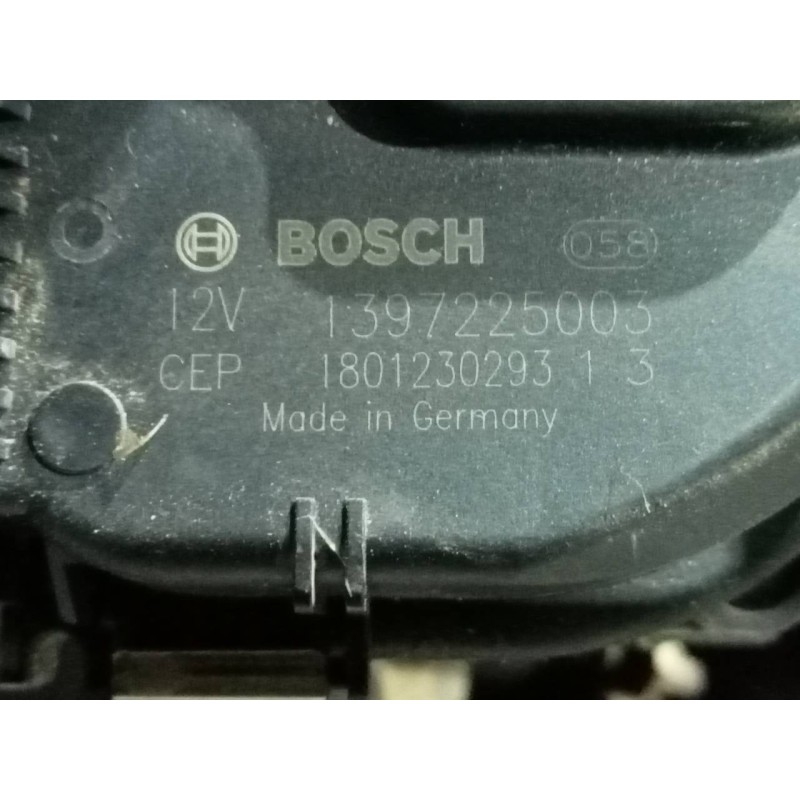 BOSCH 058
12V 1397225003
CEP 1801230293 1 3
Made in Germany